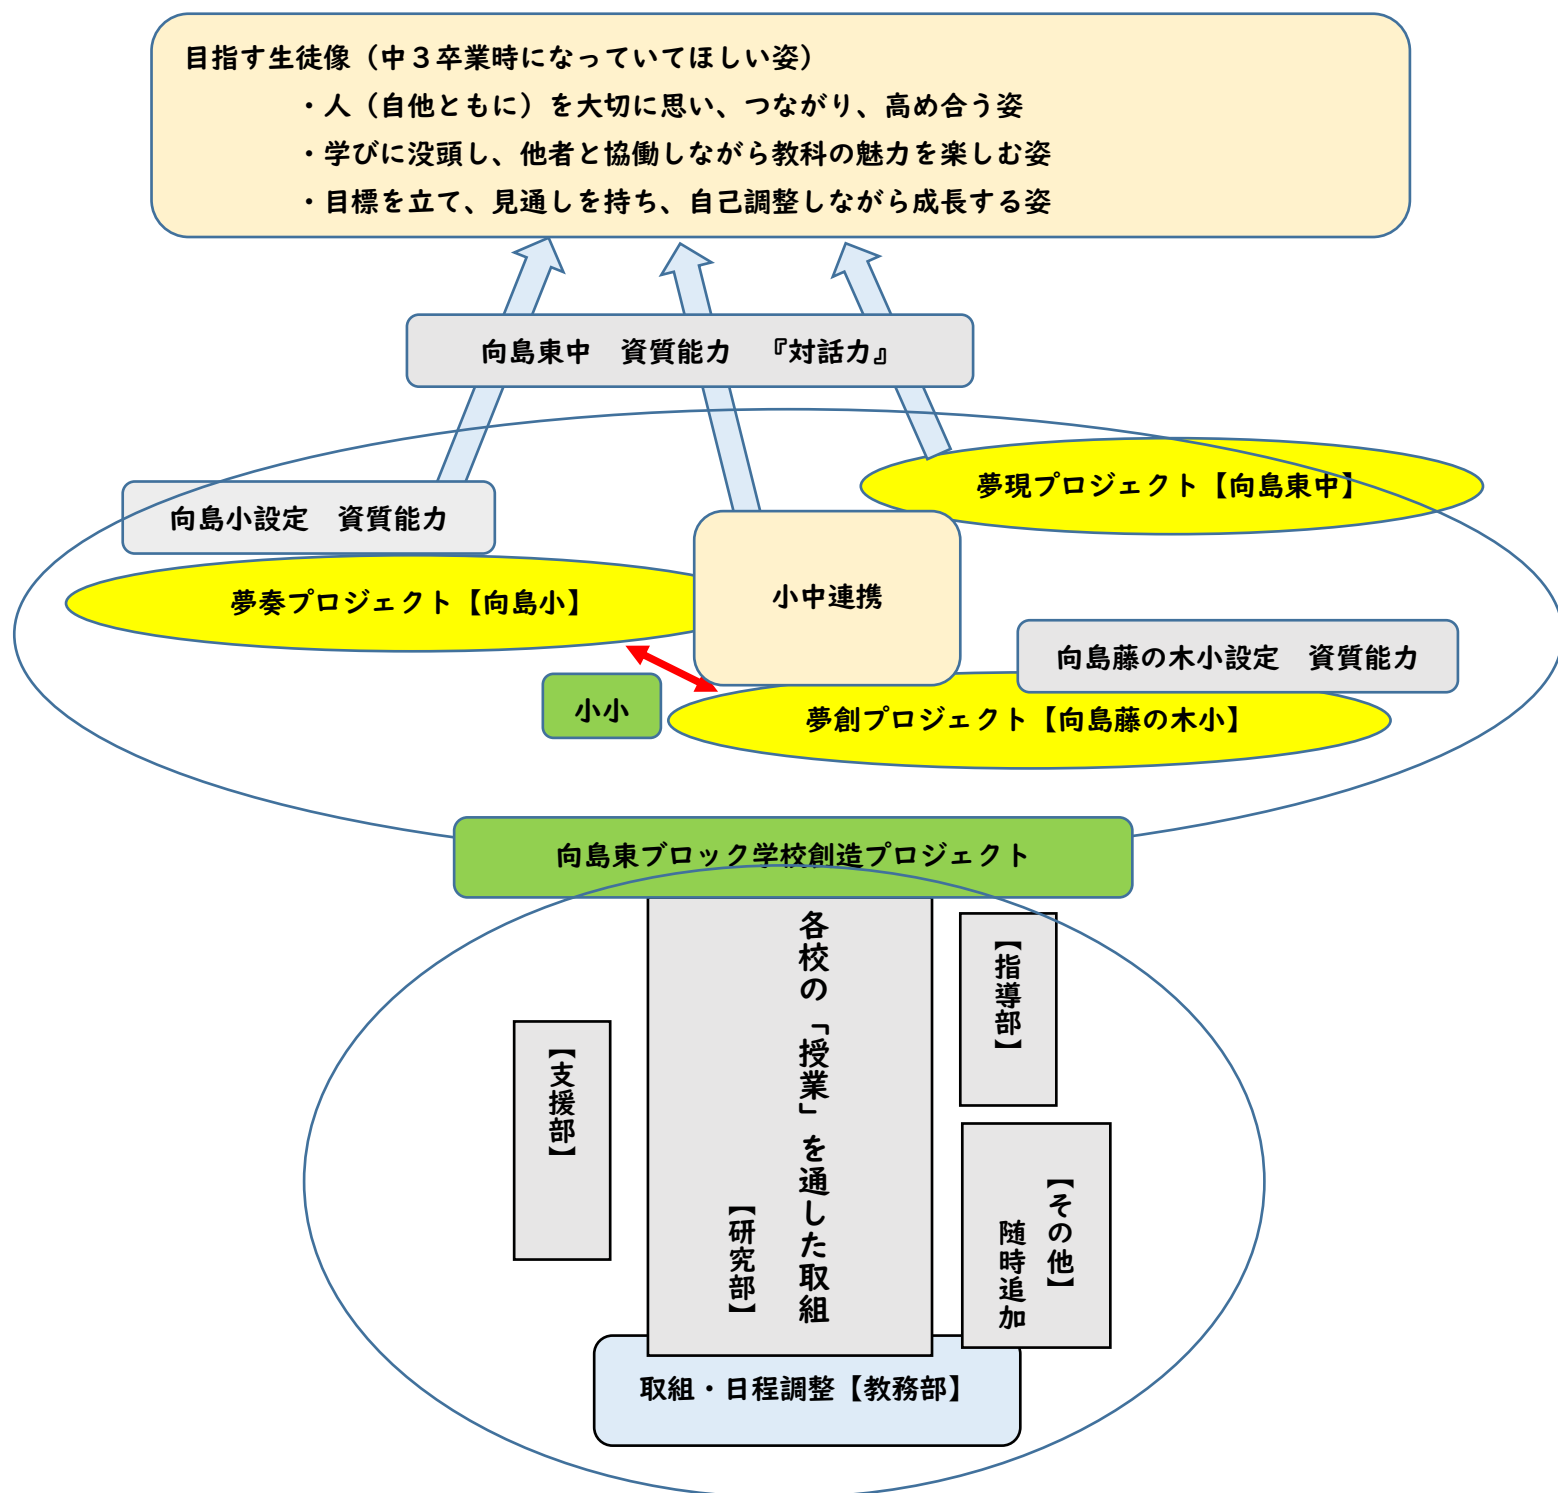 目指す生徒像（中３卒業時になっていてほしい姿）
・人（自他ともに）を大切に思い、つながり、高め合う姿
・学びに没頭し、他者と協働しながら教科の魅力を楽しむ姿
・目標を立て、見通しを持ち、自己調整しながら成長する姿
向島東中　資質能力　『対話力』
夢現プロジェクト【向島東中】
向島小設定　資質能力
夢奏プロジェクト【向島小】
小中連携
向島藤の木小設定　資質能力
小小
夢創プロジェクト【向島藤の木小】
向島東ブロック学校創造プロジェクト
各校の「授業」を通した取組
【研究部】
【指導部】
【支援部】
【その他】
随時追加
取組・日程調整【教務部】